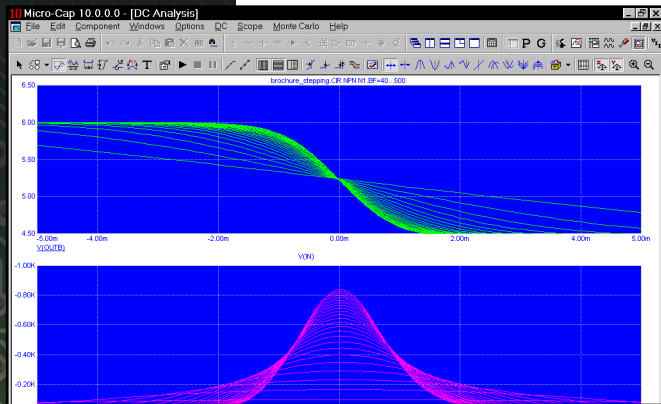 10 Micro-Cap 10.0.0.0 - [DC Analysis]
File Edit Component Windows Options DC Scope Monte Carlo Help
T P G
brochure_stepping.CIR NPN N1.BF=40...500
6.50
6.00
5.50
5.00
4.50
-5.00m -4.00m -2.00m 0.00m 2.00m 4.00m 5.00m
V(OUTB)
V(IN)
-1.00K
-0.80K
-0.60K
-0.40K
-0.20K